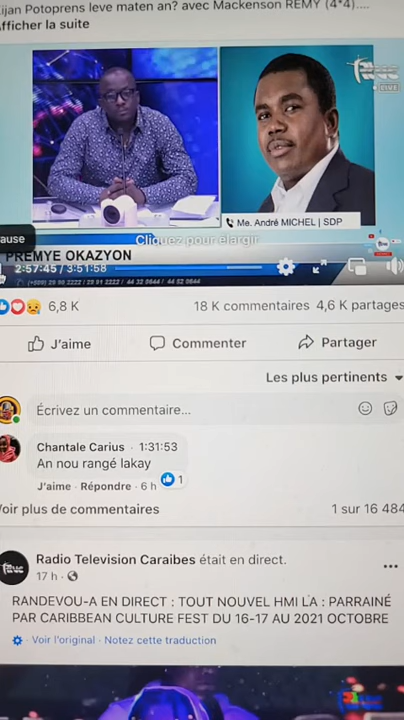 ijan Potoprens leve maten an? avec Mackenson REMY (4*4)....
Afficher la suite
LIVE
Me. André MICHEL | SDP
ause
Cliquez pour élargir
PREMYE OKAZYON
2:57:45 / 3:51:58
6,8 K
18 K commentaires 4,6 K partages
J'aime
Commenter
Partager
Les plus pertinents
Écrivez un commentaire...
Chantale Carius · 1:31:53
An nou rangé lakay
J'aime · Répondre · 6 h
1
Voir plus de commentaires
1 sur 16 484
Radio Television Caraibes était en direct.
17 h ·
RANDEVOU-A EN DIRECT : TOUT NOUVEL HMI LA : PARRAINÉ
PAR CARIBBEAN CULTURE FEST DU 16-17 AU 2021 OCTOBRE
Voir l'original · Notez cette traduction